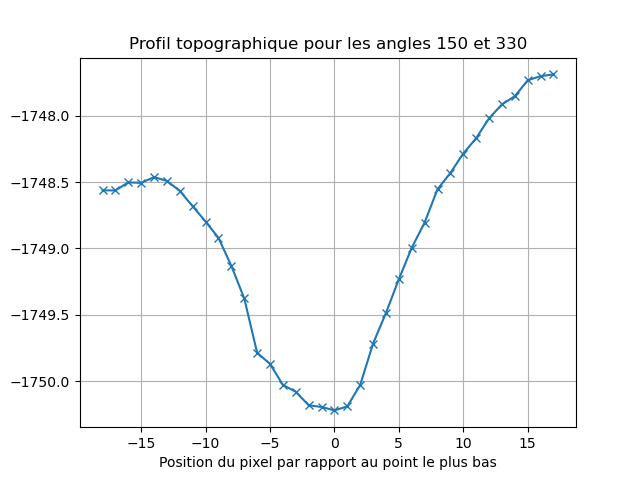 Profil topographique pour les angles 150 et 330
−1748.0
−1748.5
−1749.0
−1749.5
−1750.0
−15 −10 −5 0 5 10 15
Position du pixel par rapport au point le plus bas